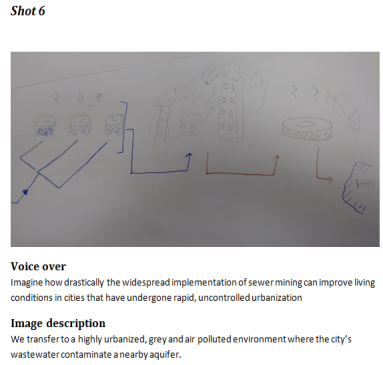 Shot 6
Voice over
Imagine how drastically the widespread implementation of sewer mining can improve living
conditions in cities that have undergone rapid, uncontrolled urbanization
Image description
We transfer to a highly urbanized, grey and air polluted environment where the city's
wastewater contaminate a nearby aquifer.